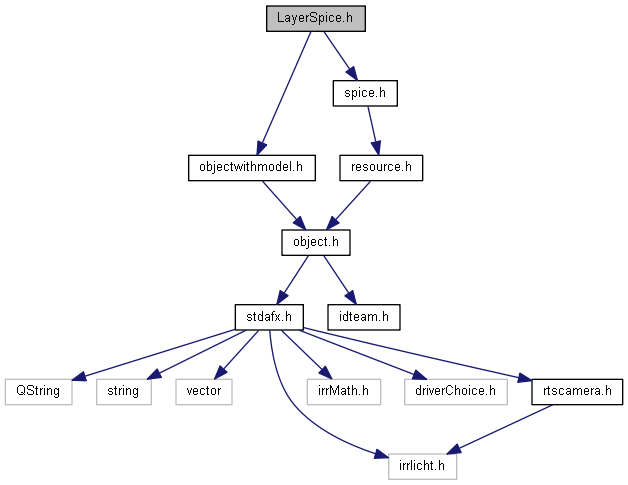 LayerSpice.h
spice.h
objectwithmodel.h
resource.h
object.h
stdafx.h
idteam.h
QString
string
vector
irrMath.h
driverChoice.h
rtscamera.h
irrlicht.h